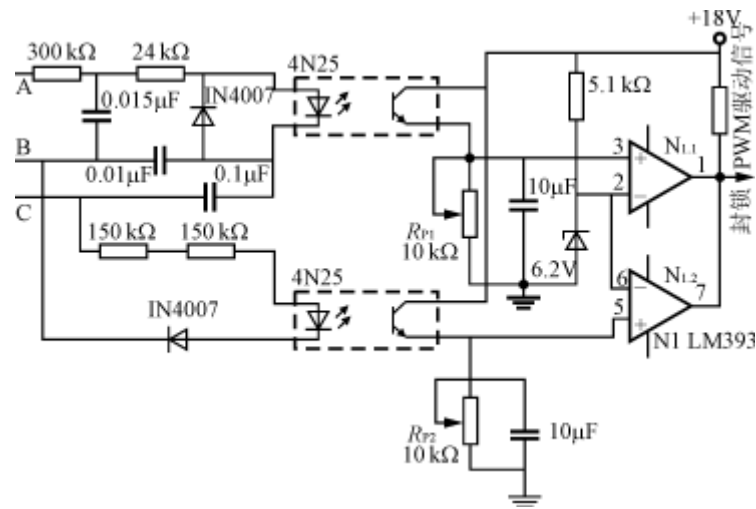 +18V
300 kΩ
24 kΩ
4N25
A
0.015μF
IN4007
5.1 kΩ
封锁PWM驱动信号
B
0.01μF
0.1μF
C
3
N1.1
1
2
10μF
RP1
10 kΩ
6.2V
150 kΩ
150 kΩ
4N25
6
N1.2
7
5
IN4007
N1 LM393
RP2
10 kΩ
10μF